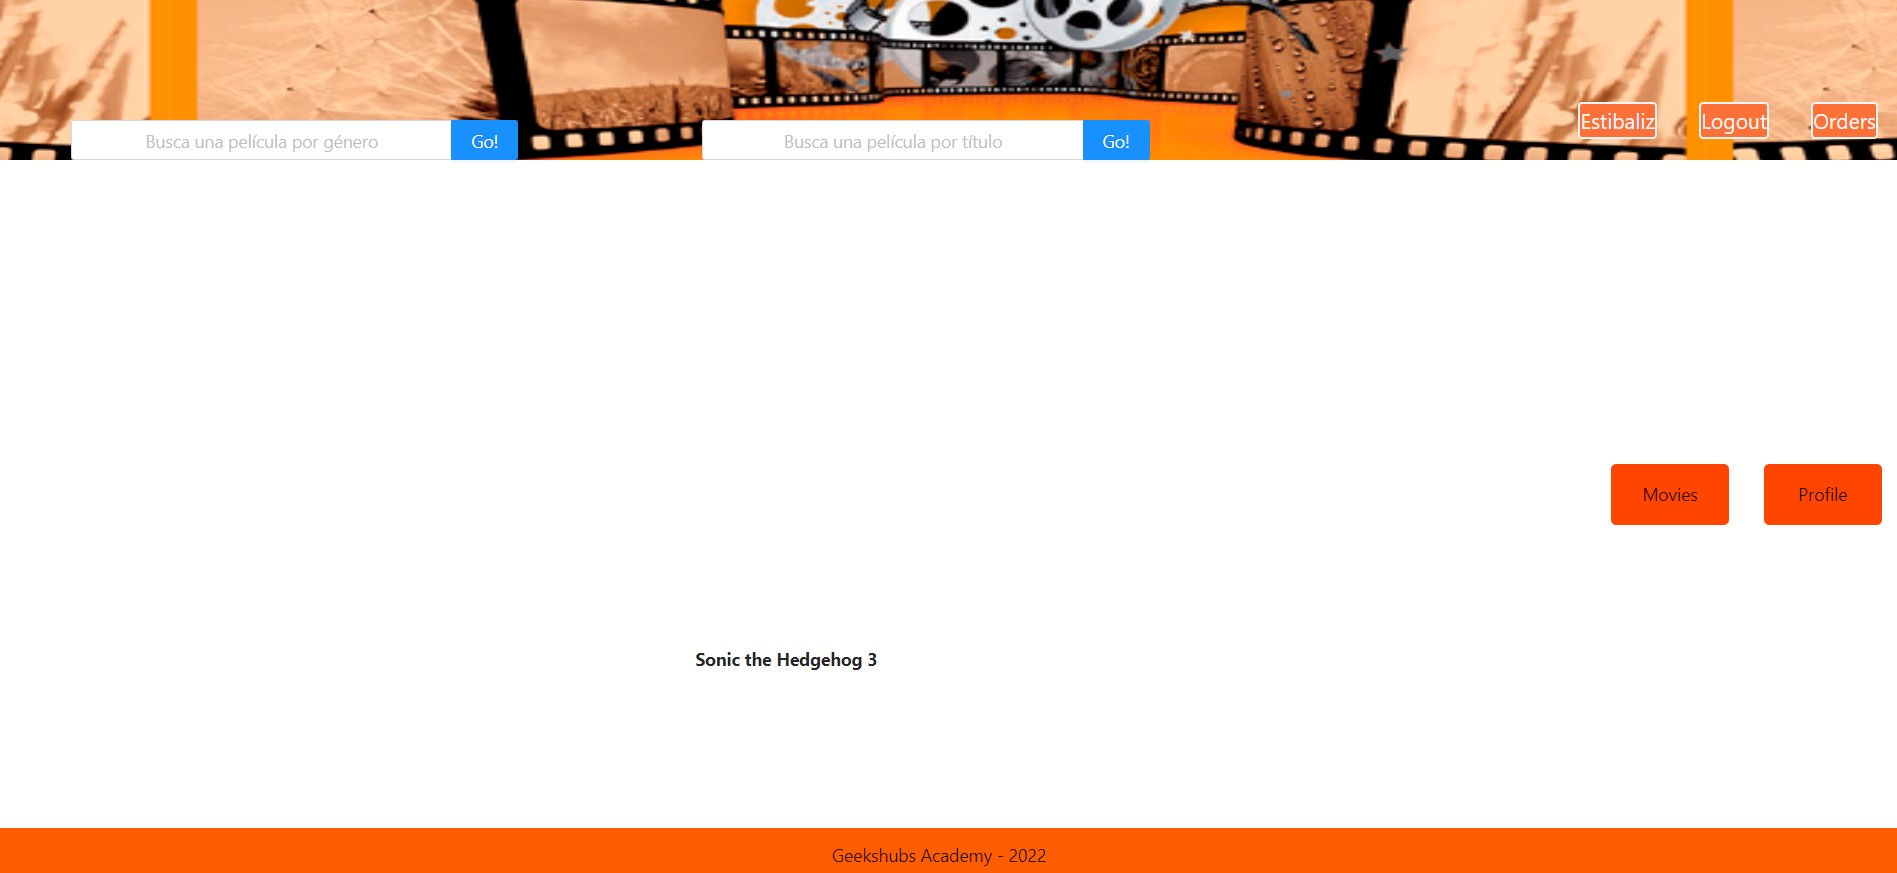 Estibaliz
Logout
Orders
Busca una película por género
Go!
Busca una película por título
Go!
Movies
Profile
Sonic the Hedgehog 3
Geekshubs Academy - 2022